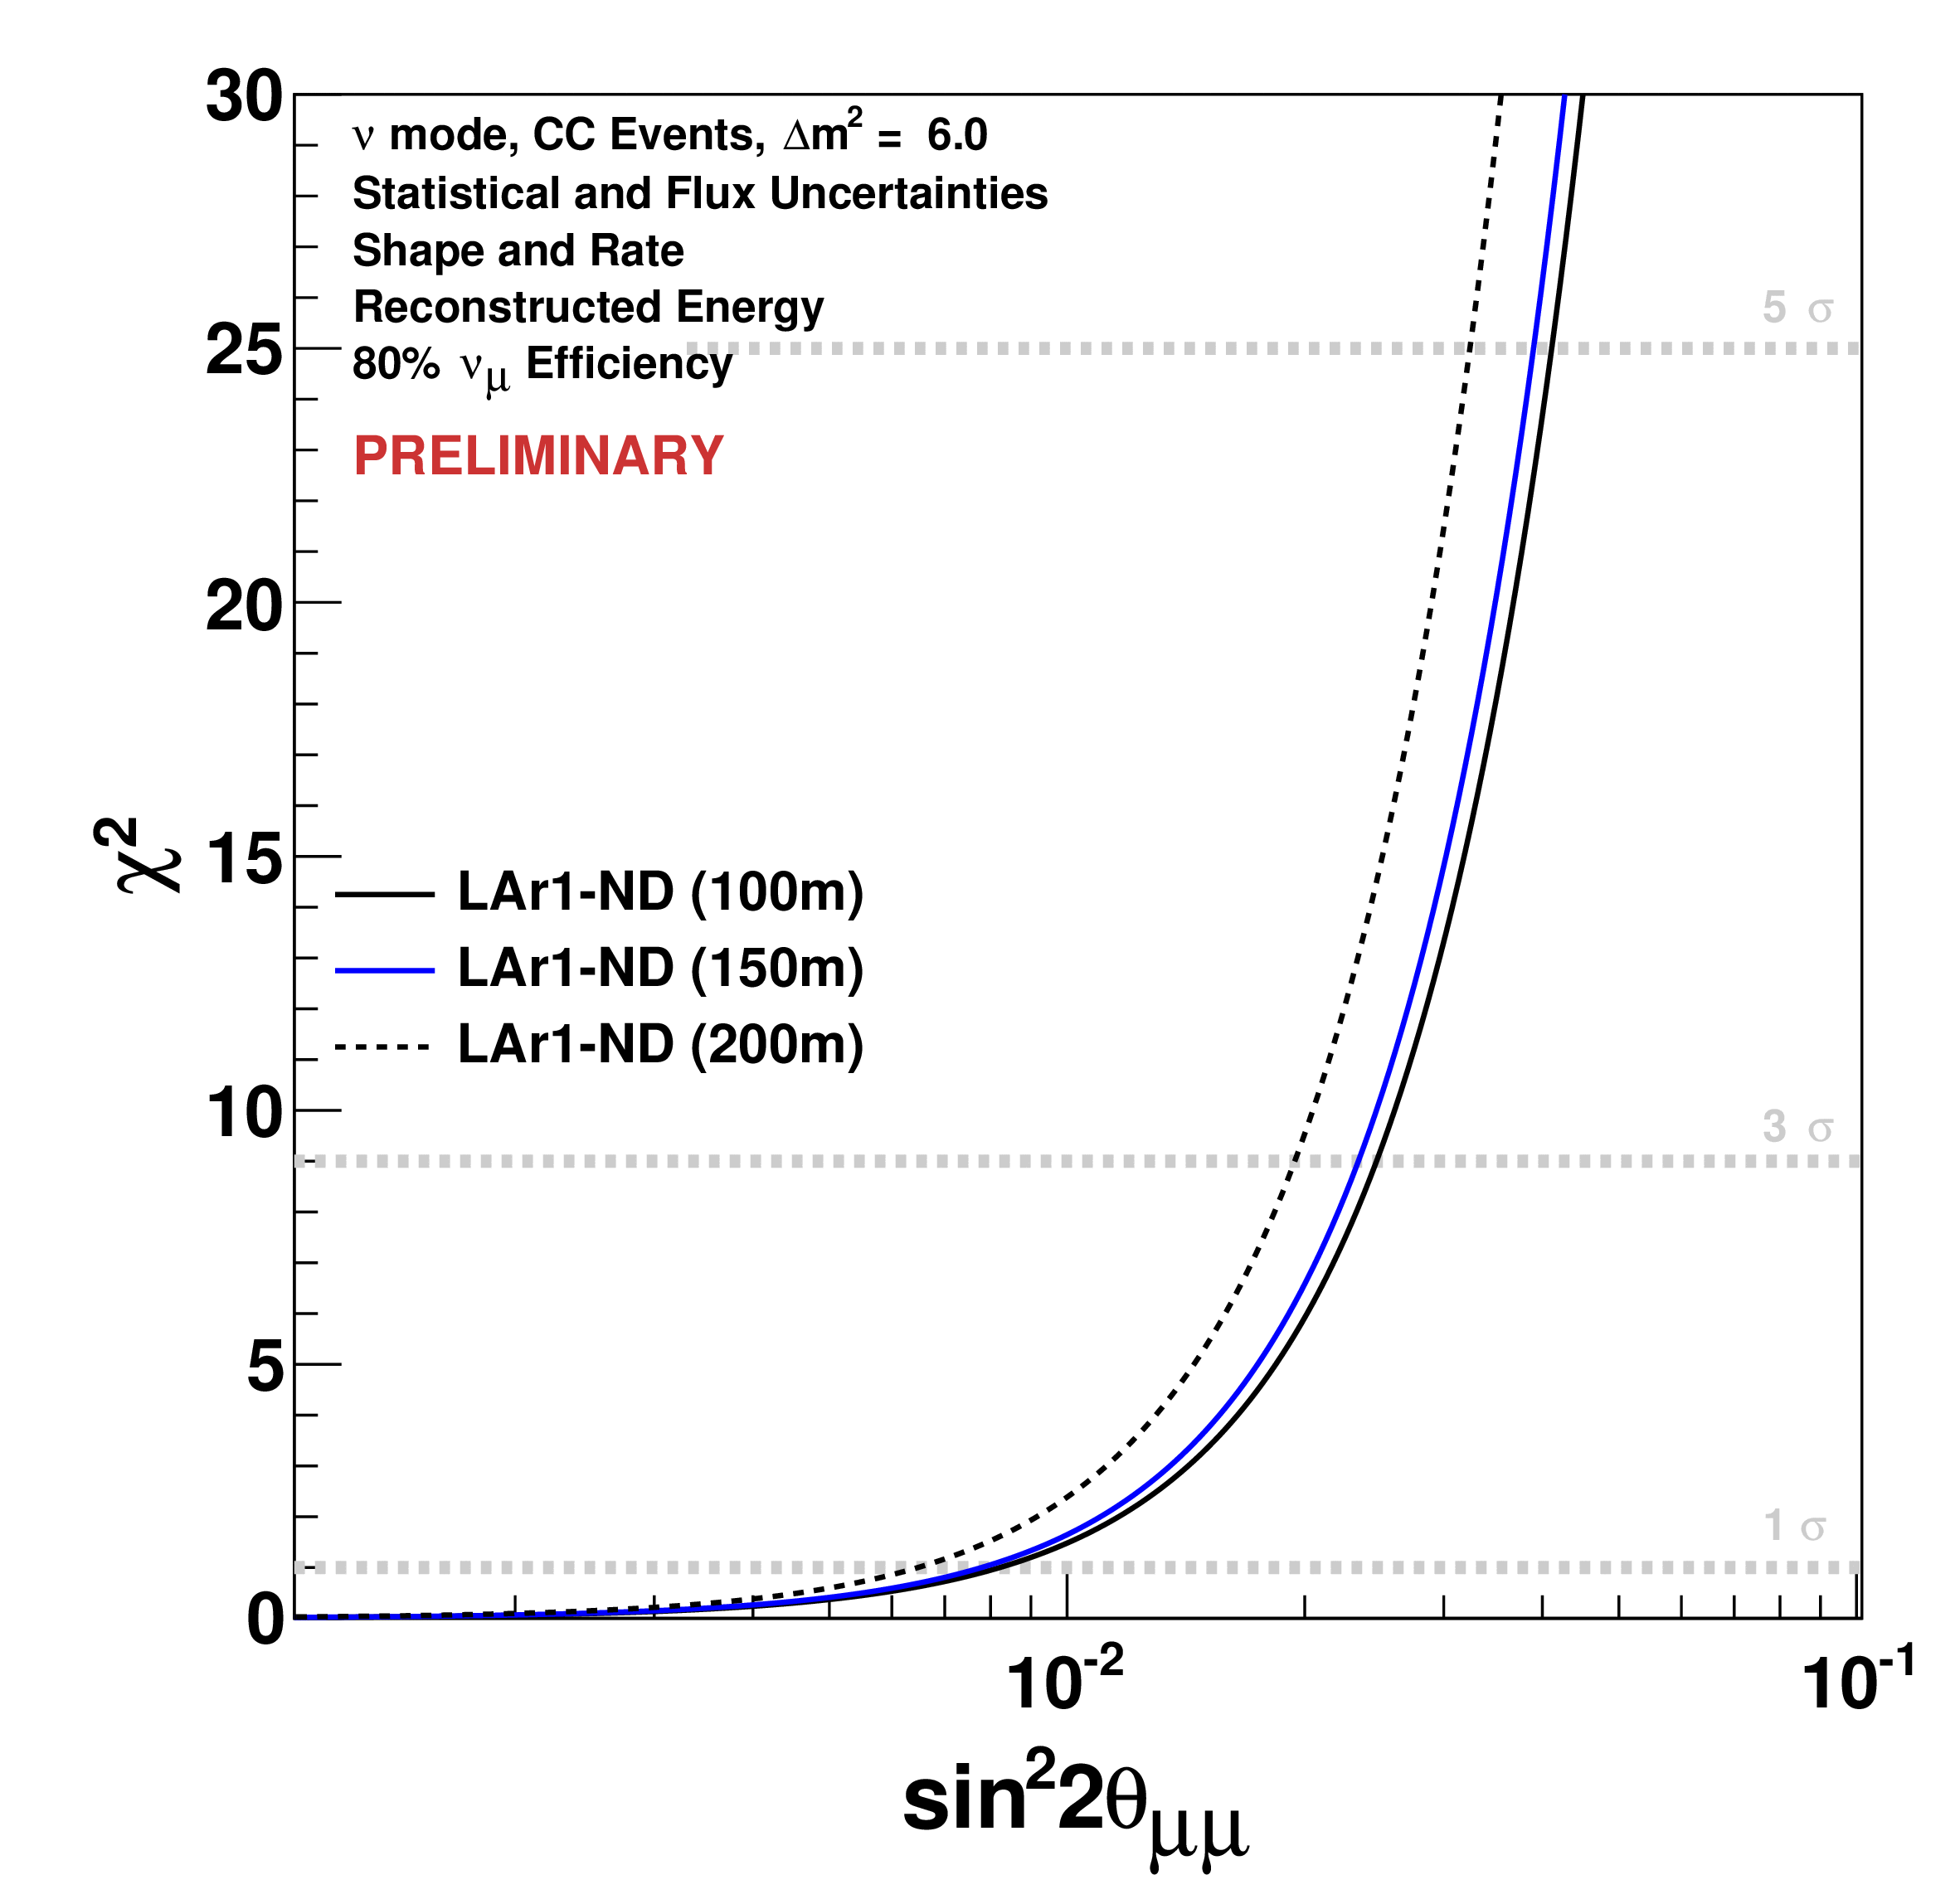 30
ν mode, CC Events, Δm² = 6.0
Statistical and Flux Uncertainties
Shape and Rate
Reconstructed Energy
5 σ
25
80% νμ Efficiency
PRELIMINARY
20
χ²
15
LAr1-ND (100m)
LAr1-ND (150m)
LAr1-ND (200m)
10
3 σ
5
1 σ
0
10⁻²
10⁻¹
sin²2θμμ